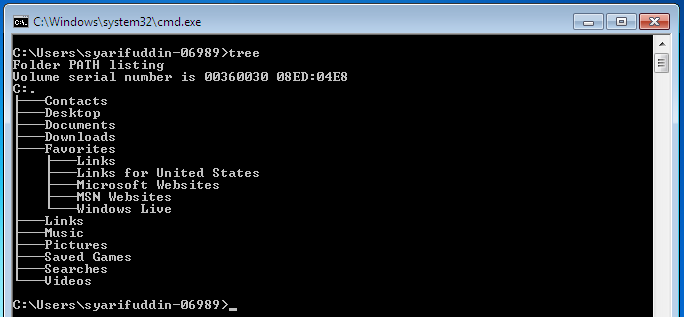 C:\Windows\system32\cmd.exe
C:\Users\syarifuddin-06989>tree
Folder PATH listing
Volume serial number is 00360030 08ED:04E8
C:.
├───Contacts
├───Desktop
├───Documents
├───Downloads
├───Favorites
│   ├───Links
│   ├───Links for United States
│   ├───Microsoft Websites
│   ├───MSN Websites
│   └───Windows Live
├───Links
├───Music
├───Pictures
├───Saved Games
├───Searches
└───Videos
C:\Users\syarifuddin-06989>_